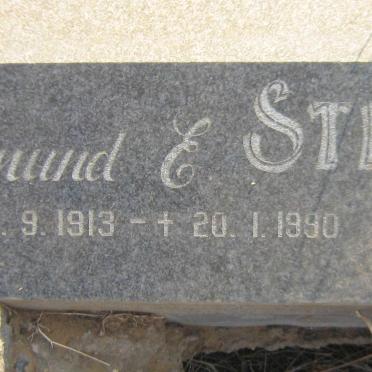 mund E. St
. 9. 1913 - + 20. 1. 1990